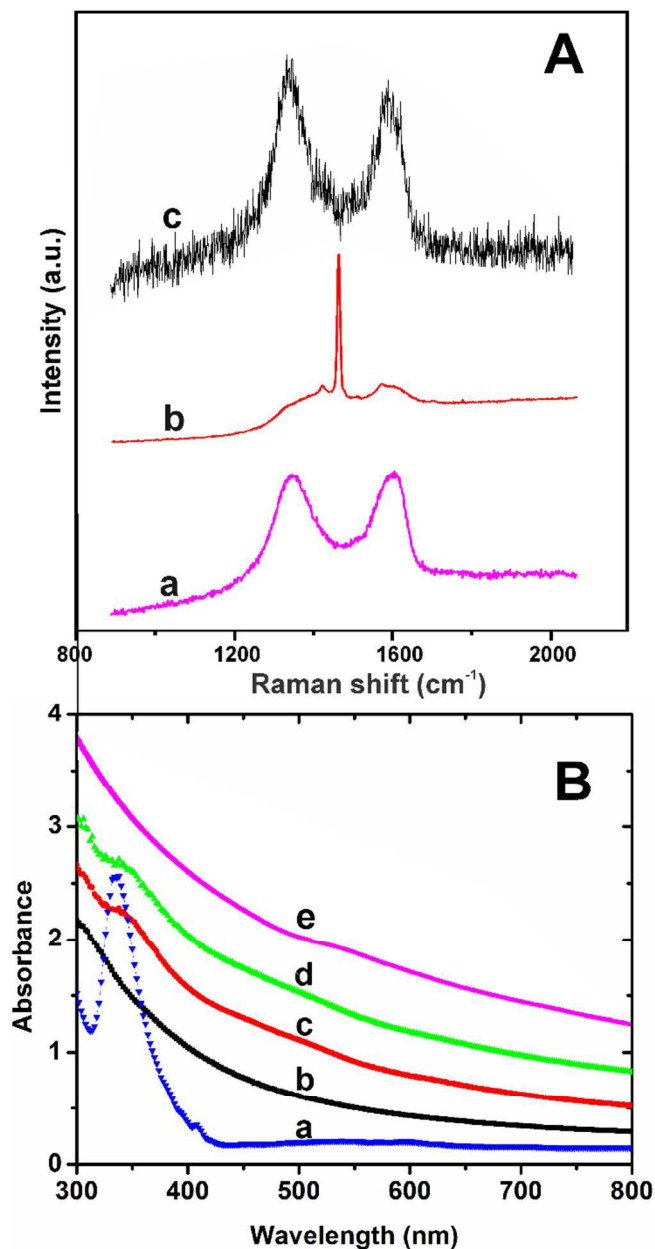 A
c
b
a
Intensity (a.u.)
800 1200 1600 2000
Raman shift (cm⁻¹)
B
4
3
2
1
0
e
d
c
b
a
Absorbance
300 400 500 600 700 800
Wavelength (nm)